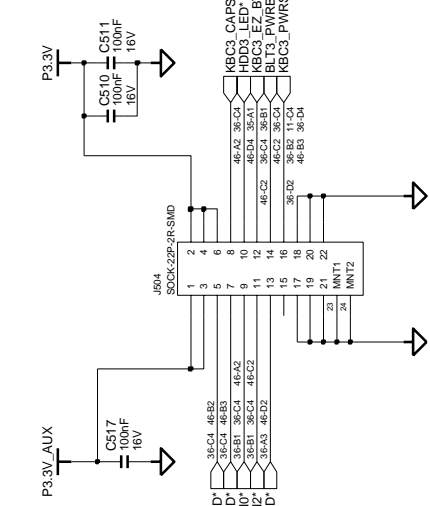 P3.3V
C511
100nF
16V
C510
100nF
16V
KBC3_CAPS
HDD3_LED*
KBC3_EZ_B
BLT3_PWRE
KBC3_PWRS
46-A2 36-C4
46-D4 35-A1
46-C2 36-C4 36-B1
46-C2 36-C4
36-D2 36-B2 11-C4
46-B3 36-D4
J504
SOCK-22P-2R-SMD
1 2
3 4
5 6
7 8
9 10
11 12
13 14
15 16
17 18
19 20
21 22
23 MNT1
24 MNT2
P3.3V_AUX
C517
100nF
16V
D* 36-C4 46-B2
D* 36-C4 46-B3
I0* 36-B1 36-C4 46-A2
I2* 36-B1 36-C4 46-C2
D* 36-A3 46-D2